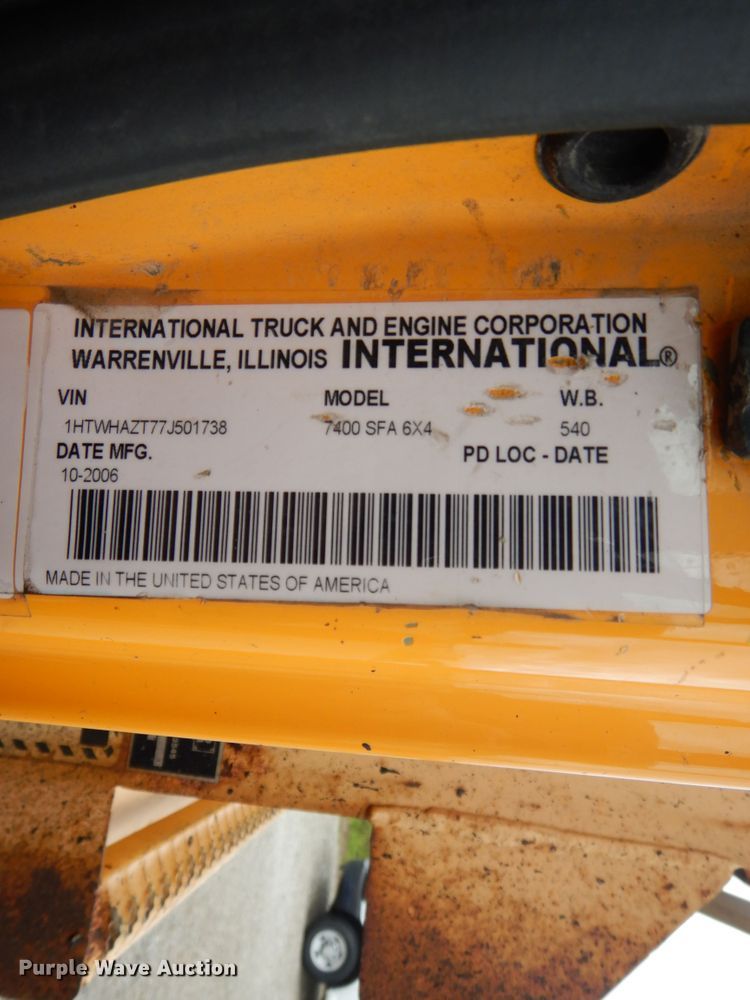 INTERNATIONAL TRUCK AND ENGINE CORPORATION
WARRENVILLE, ILLINOIS INTERNATIONAL®
VIN MODEL W.B.
1HTWHAZT77J501738 7400 SFA 6X4 540
DATE MFG. PD LOC - DATE
10-2006
MADE IN THE UNITED STATES OF AMERICA
Purple Wave Auction